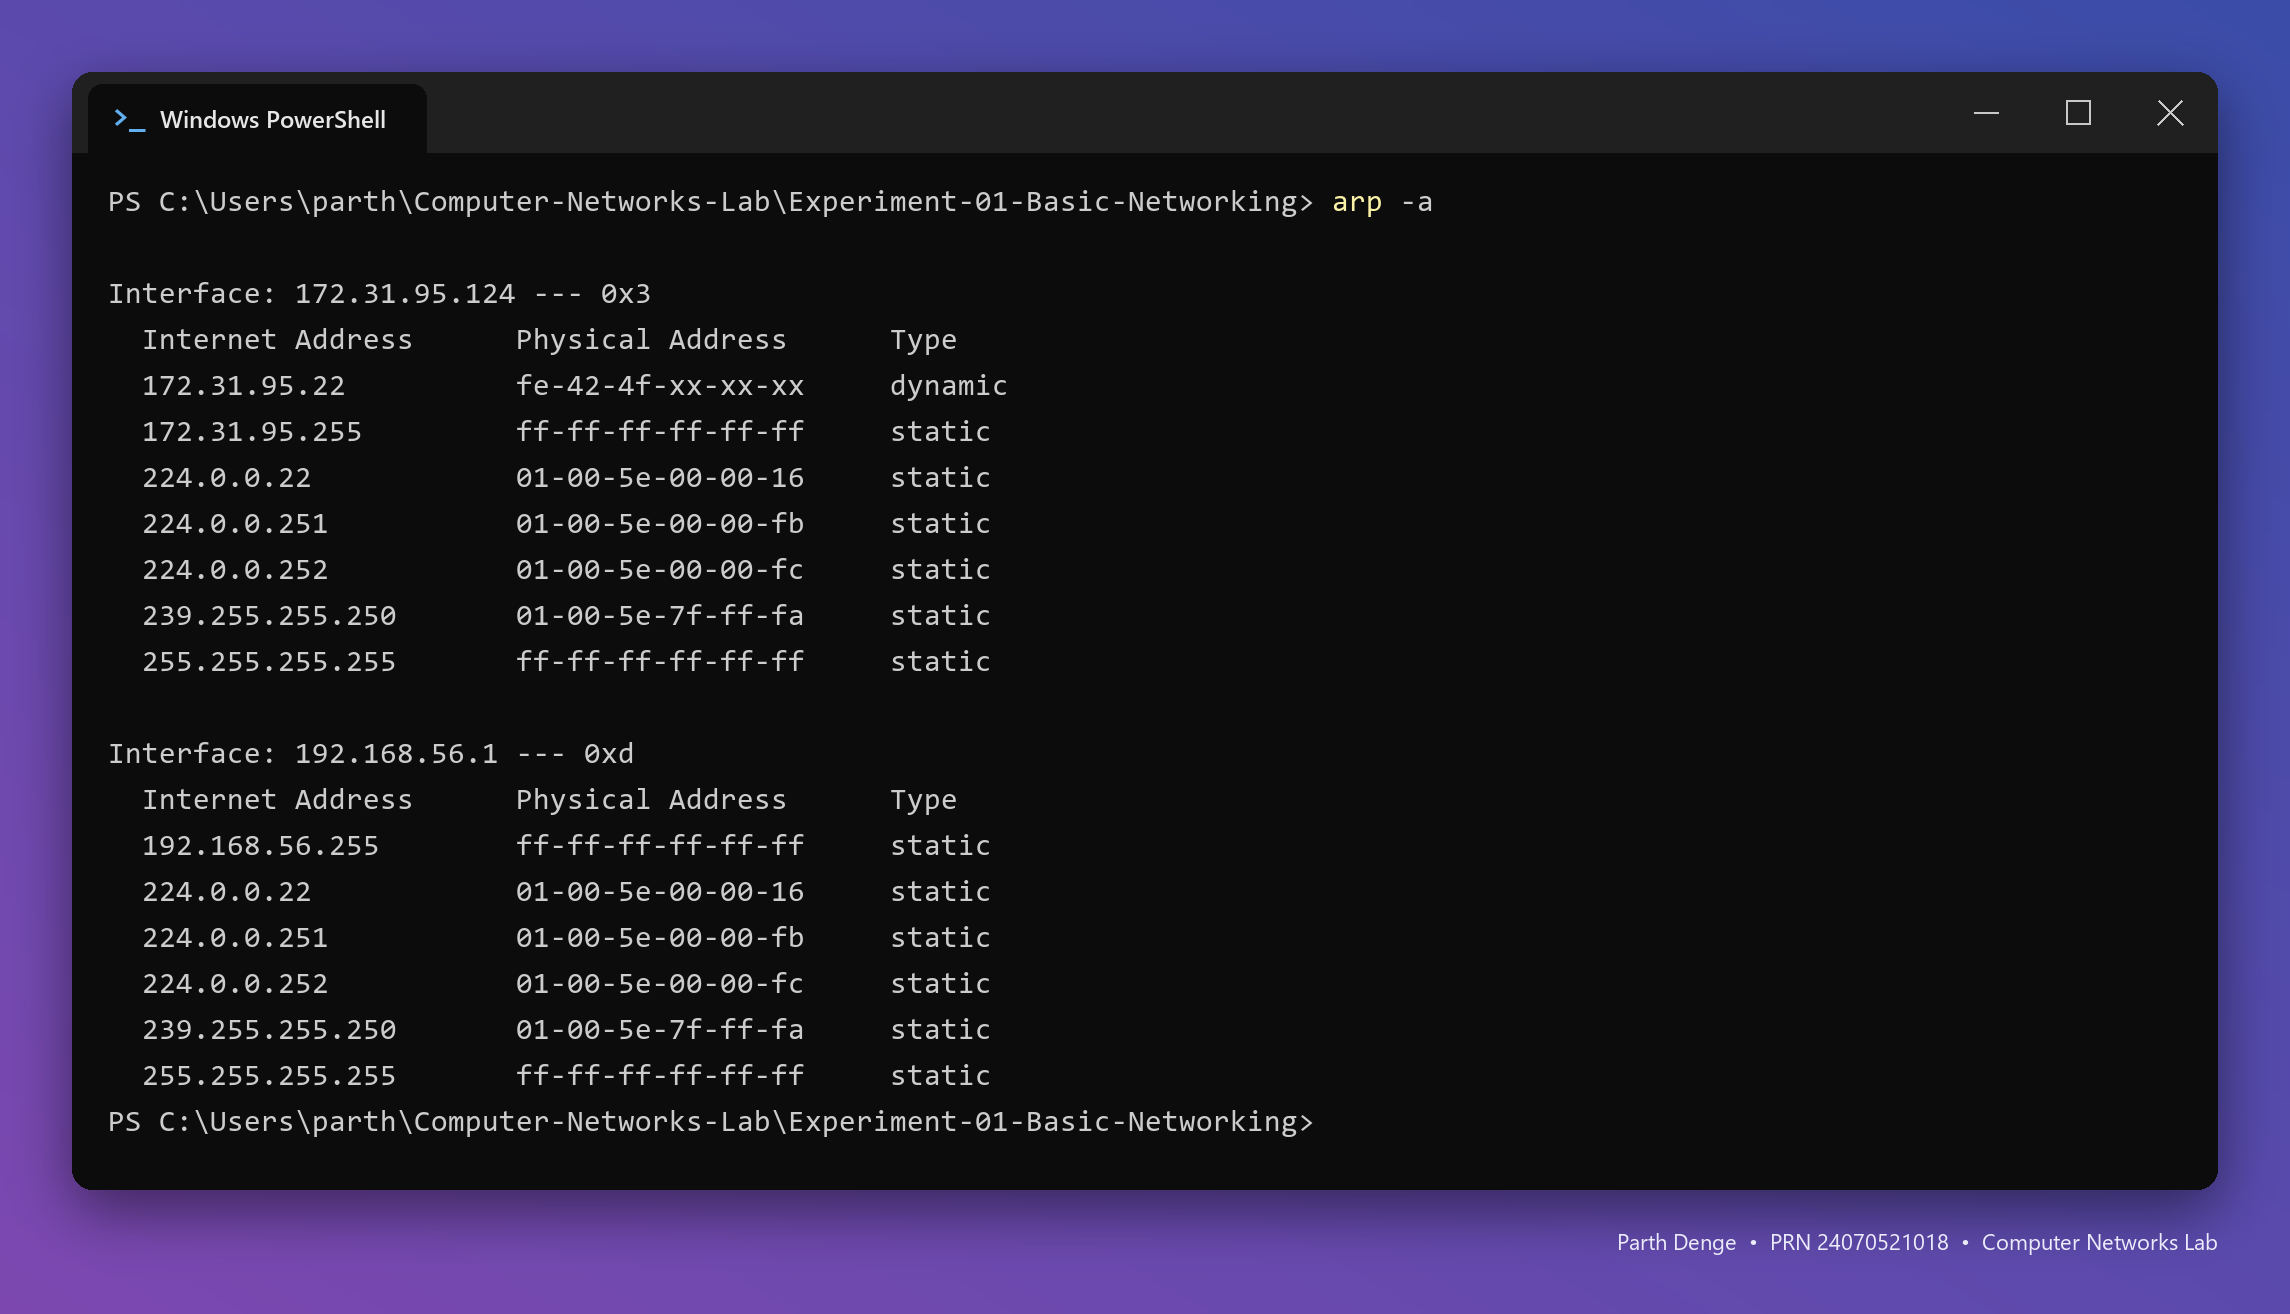 Windows PowerShell
PS C:\Users\parth\Computer-Networks-Lab\Experiment-01-Basic-Networking> arp -a
Interface: 172.31.95.124 --- 0x3
  Internet Address      Physical Address      Type
  172.31.95.22          fe-42-4f-xx-xx-xx     dynamic
  172.31.95.255         ff-ff-ff-ff-ff-ff     static
  224.0.0.22            01-00-5e-00-00-16     static
  224.0.0.251           01-00-5e-00-00-fb     static
  224.0.0.252           01-00-5e-00-00-fc     static
  239.255.255.250       01-00-5e-7f-ff-fa     static
  255.255.255.255       ff-ff-ff-ff-ff-ff     static
Interface: 192.168.56.1 --- 0xd
  Internet Address      Physical Address      Type
  192.168.56.255        ff-ff-ff-ff-ff-ff     static
  224.0.0.22            01-00-5e-00-00-16     static
  224.0.0.251           01-00-5e-00-00-fb     static
  224.0.0.252           01-00-5e-00-00-fc     static
  239.255.255.250       01-00-5e-7f-ff-fa     static
  255.255.255.255       ff-ff-ff-ff-ff-ff     static
PS C:\Users\parth\Computer-Networks-Lab\Experiment-01-Basic-Networking>
Parth Denge • PRN 24070521018 • Computer Networks Lab